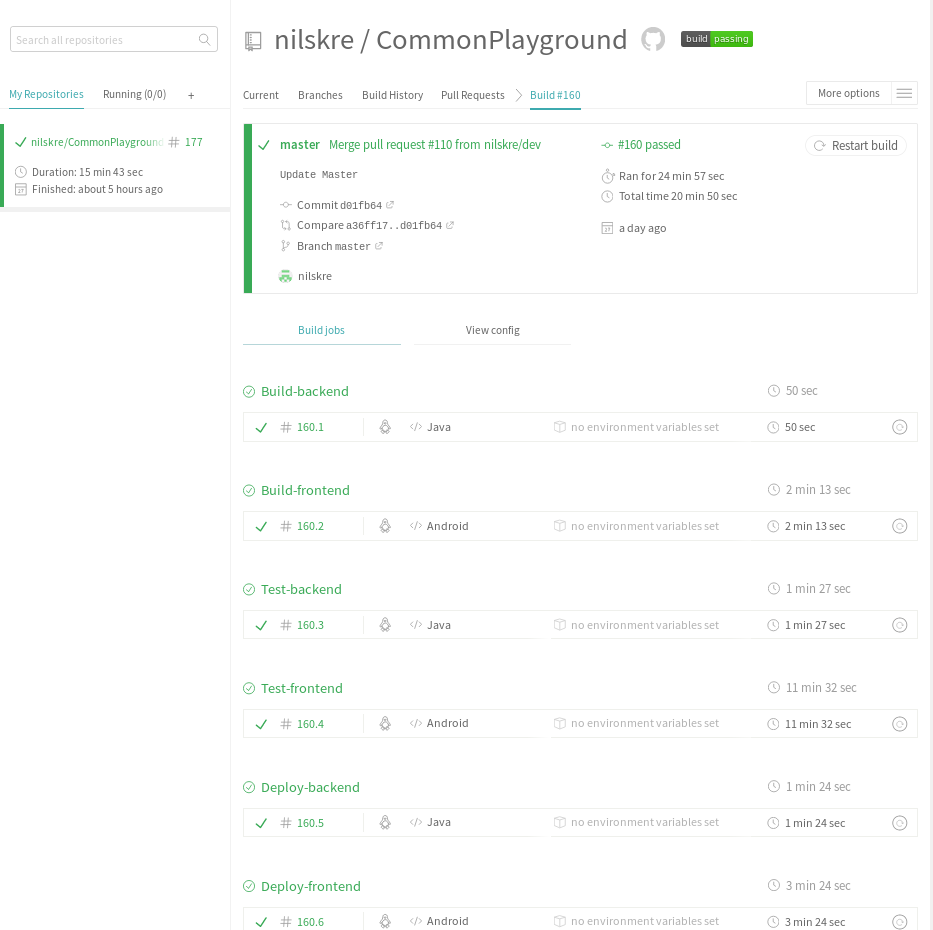 Search all repositories
My Repositories Running (0/0) +
nilskre/CommonPlayground # 177
Duration: 15 min 43 sec
Finished: about 5 hours ago
nilskre / CommonPlayground build passing
Current Branches Build History Pull Requests Build #160 More options
master Merge pull request #110 from nilskre/dev #160 passed Restart build
Update Master Ran for 24 min 57 sec
Total time 20 min 50 sec
Commit d01fb64
Compare a36ff17..d01fb64 a day ago
Branch master
nilskre
Build jobs View config
Build-backend 50 sec
# 160.1 Java no environment variables set 50 sec
Build-frontend 2 min 13 sec
# 160.2 Android no environment variables set 2 min 13 sec
Test-backend 1 min 27 sec
# 160.3 Java no environment variables set 1 min 27 sec
Test-frontend 11 min 32 sec
# 160.4 Android no environment variables set 11 min 32 sec
Deploy-backend 1 min 24 sec
# 160.5 Java no environment variables set 1 min 24 sec
Deploy-frontend 3 min 24 sec
# 160.6 Android no environment variables set 3 min 24 sec